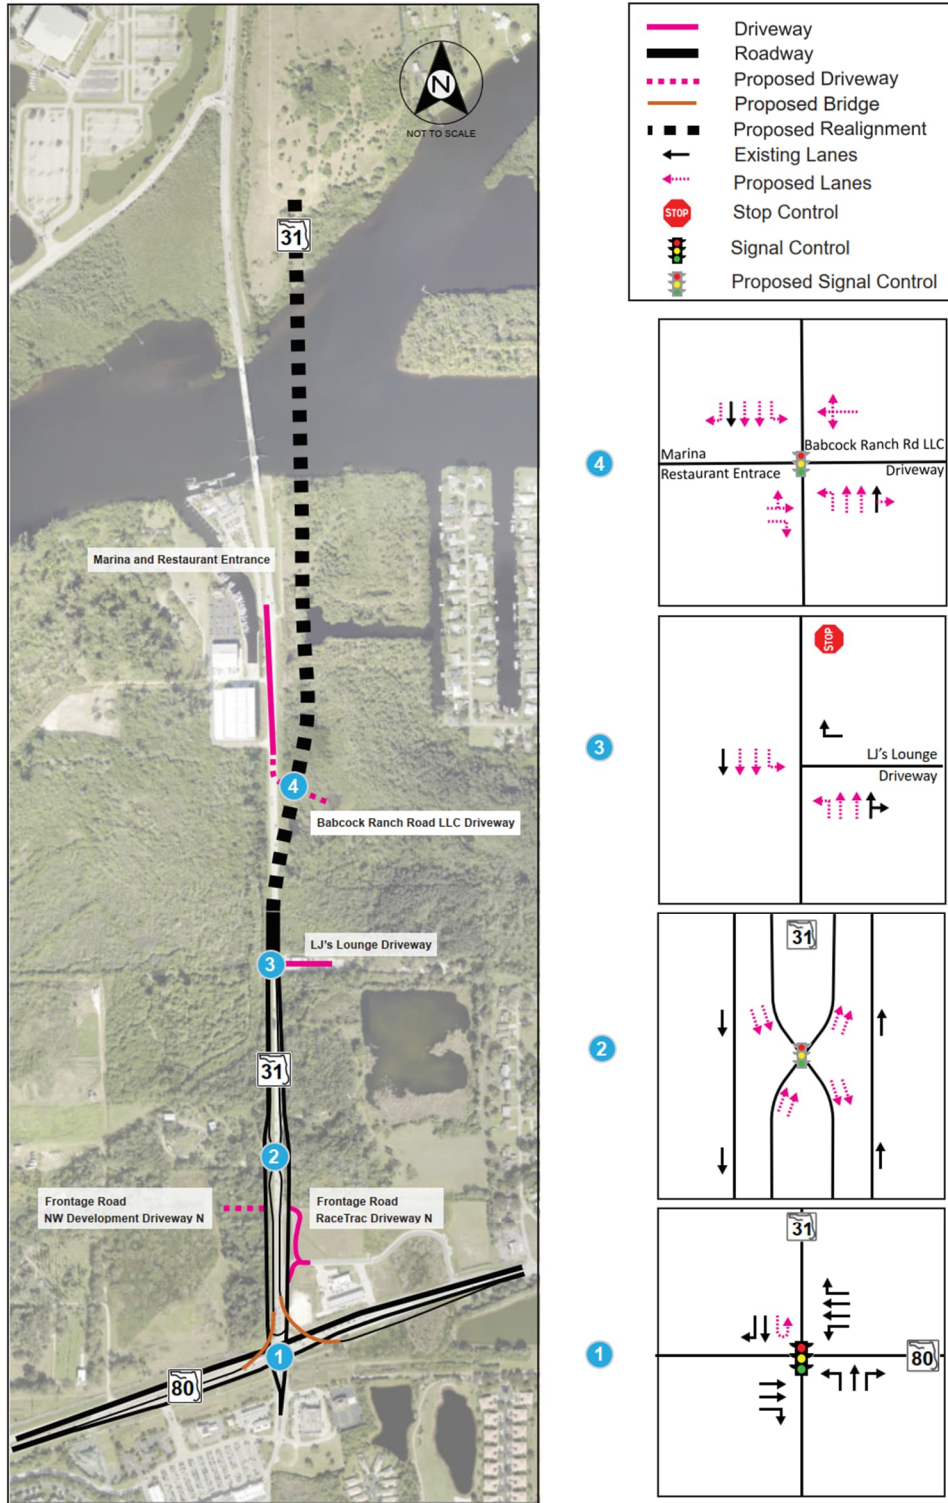 N
NOT TO SCALE
31
Marina and Restaurant Entrance
4
Babcock Ranch Road LLC Driveway
LJ's Lounge Driveway
3
31
2
Frontage Road
NW Development Driveway N
Frontage Road
RaceTrac Driveway N
1
80
Driveway
Roadway
Proposed Driveway
Proposed Bridge
Proposed Realignment
Existing Lanes
Proposed Lanes
STOP
Stop Control
Signal Control
Proposed Signal Control
4
Marina
Babcock Ranch Rd LLC
Restaurant Entrace
Driveway
3
STOP
LJ's Lounge
Driveway
2
31
1
31
80